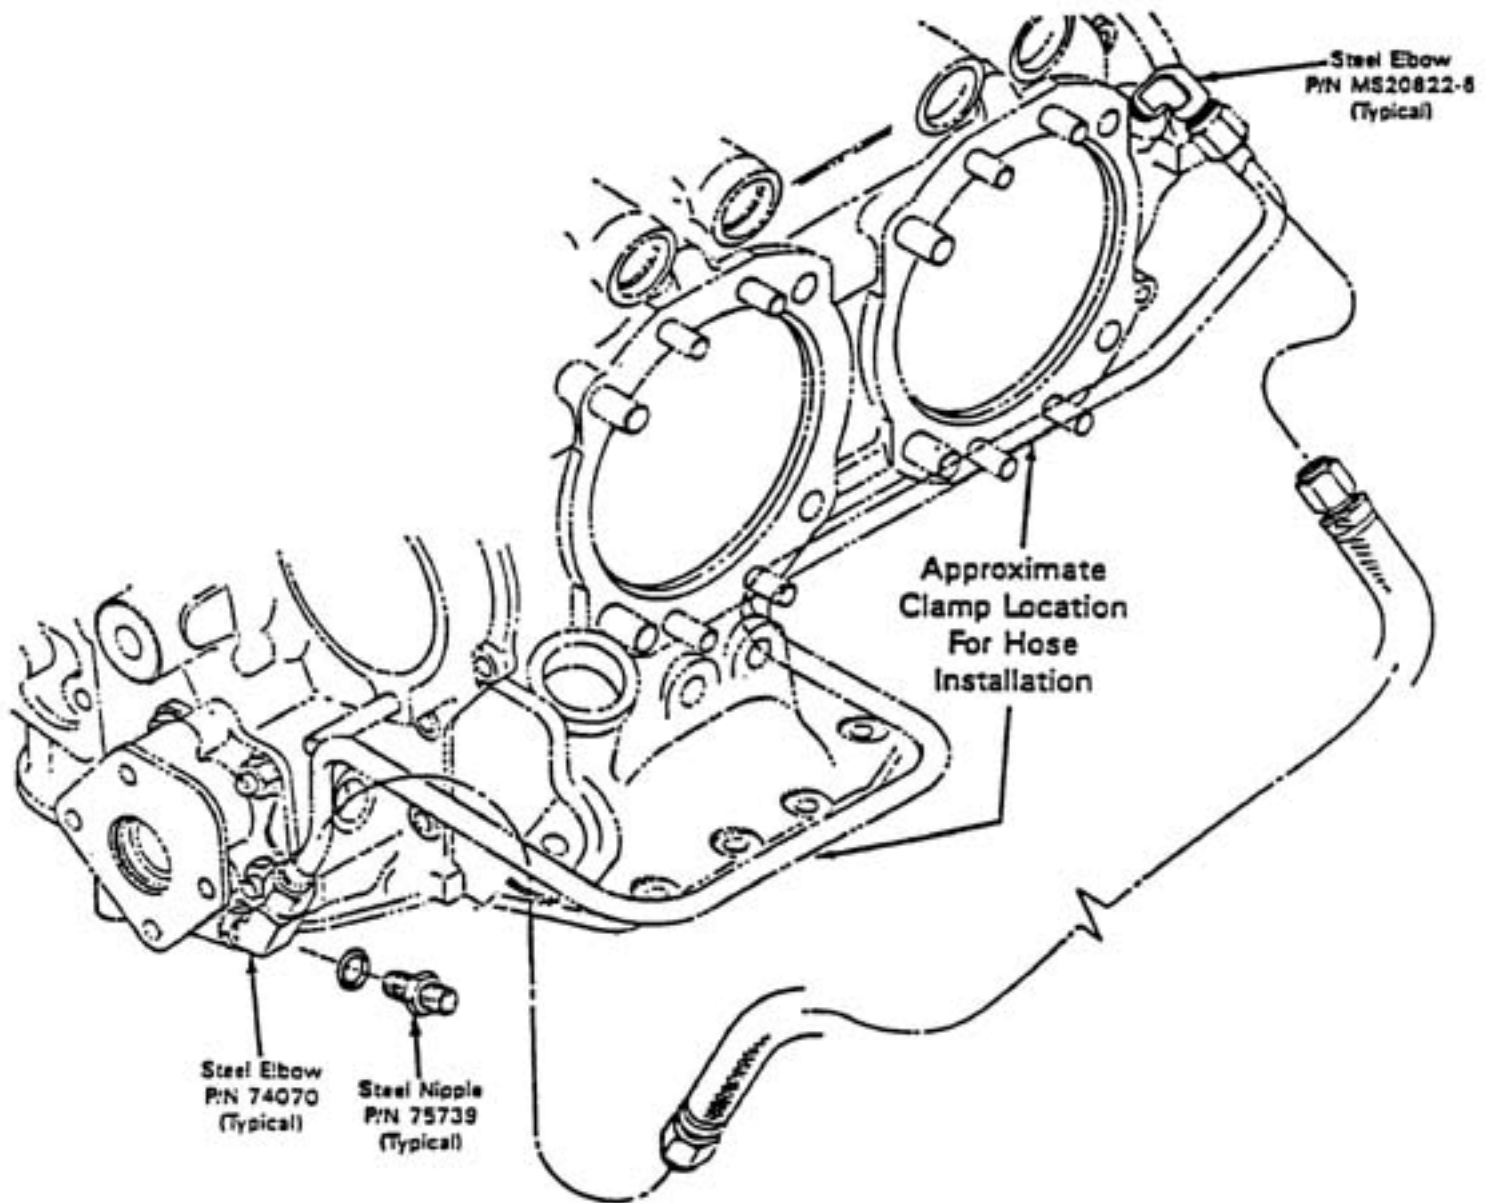 Steel Elbow
P/N MS20822-6
(Typical)
Approximate
Clamp Location
For Hose
Installation
Steel Elbow
P/N 74070
(Typical)
Steel Nipple
P/N 75739
(Typical)